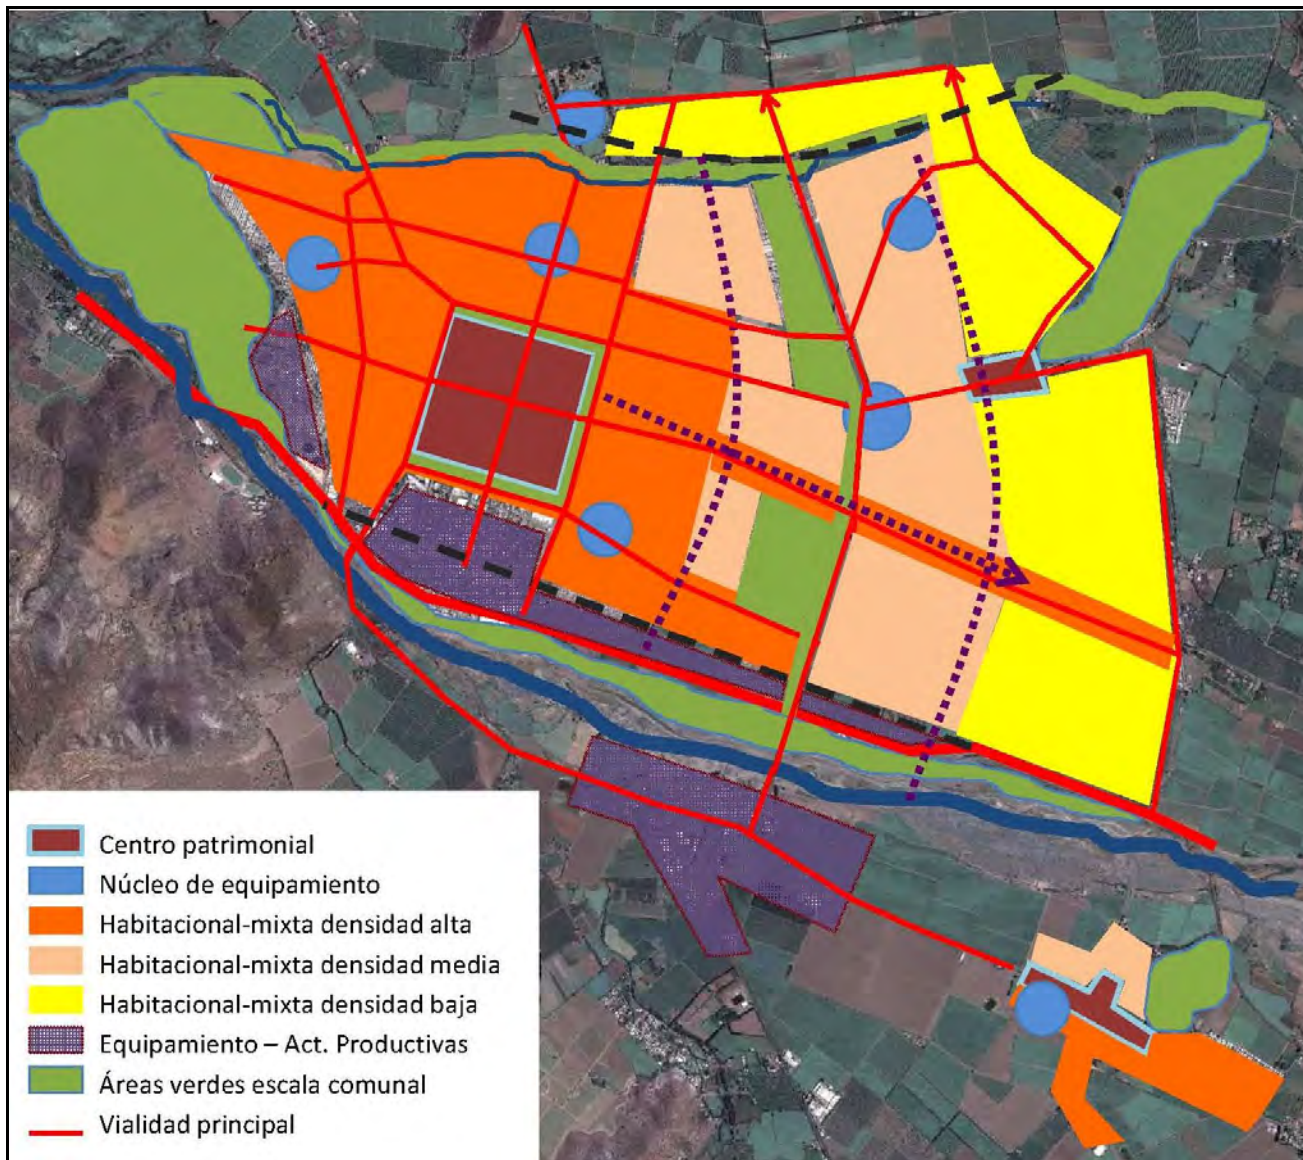 Centro patrimonial
Núcleo de equipamiento
Habitacional-mixta densidad alta
Habitacional-mixta densidad media
Habitacional-mixta densidad baja
Equipamiento – Act. Productivas
Áreas verdes escala comunal
Vialidad principal